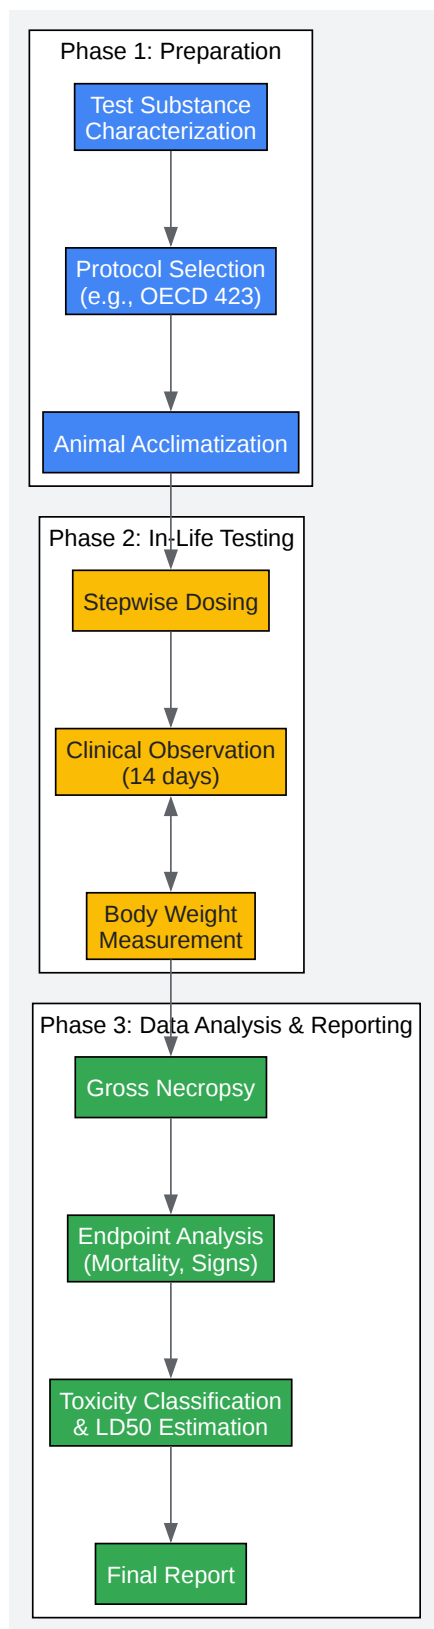 Phase 1: Preparation
Test Substance
Characterization
Protocol Selection
(e.g., OECD 423)
Animal Acclimatization
Phase 2: In-Life Testing
Stepwise Dosing
Clinical Observation
(14 days)
Body Weight
Measurement
Phase 3: Data Analysis & Reporting
Gross Necropsy
Endpoint Analysis
(Mortality, Signs)
Toxicity Classification
& LD50 Estimation
Final Report